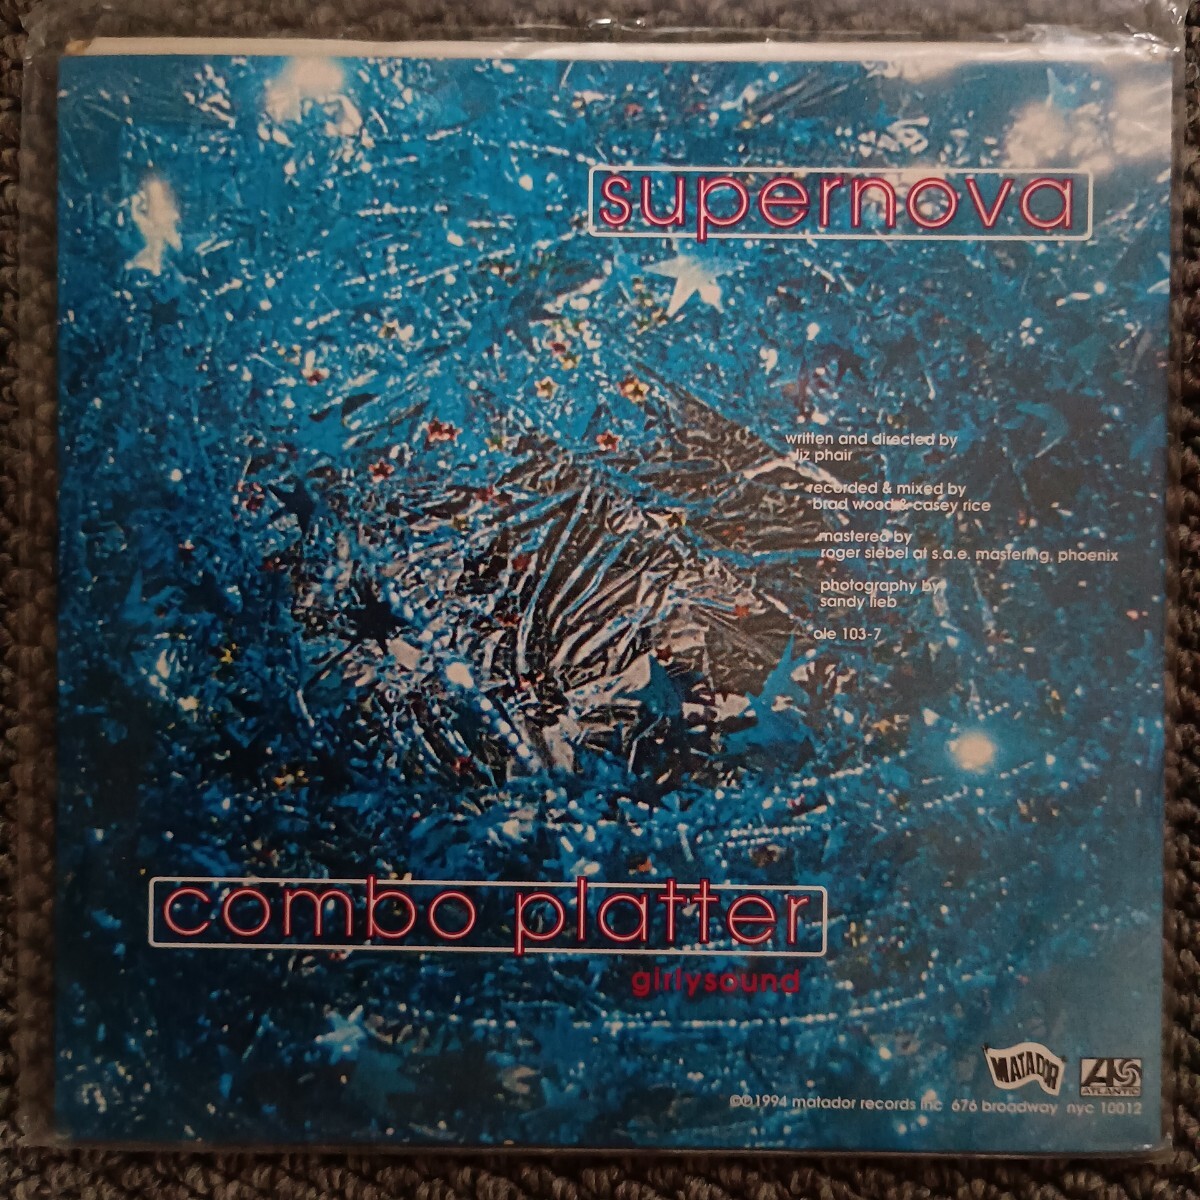 supernova
written and directed by
liz phair
recorded & mixed by
brad wood & casey rice
mastered by
roger siebel at s.a.e. mastering, phoenix
photography by
sandy lieb
ole 103-7
combo platter
girlysound
MATADOR
ATLANTIC
©℗1994 matador records inc 676 broadway nyc 10012